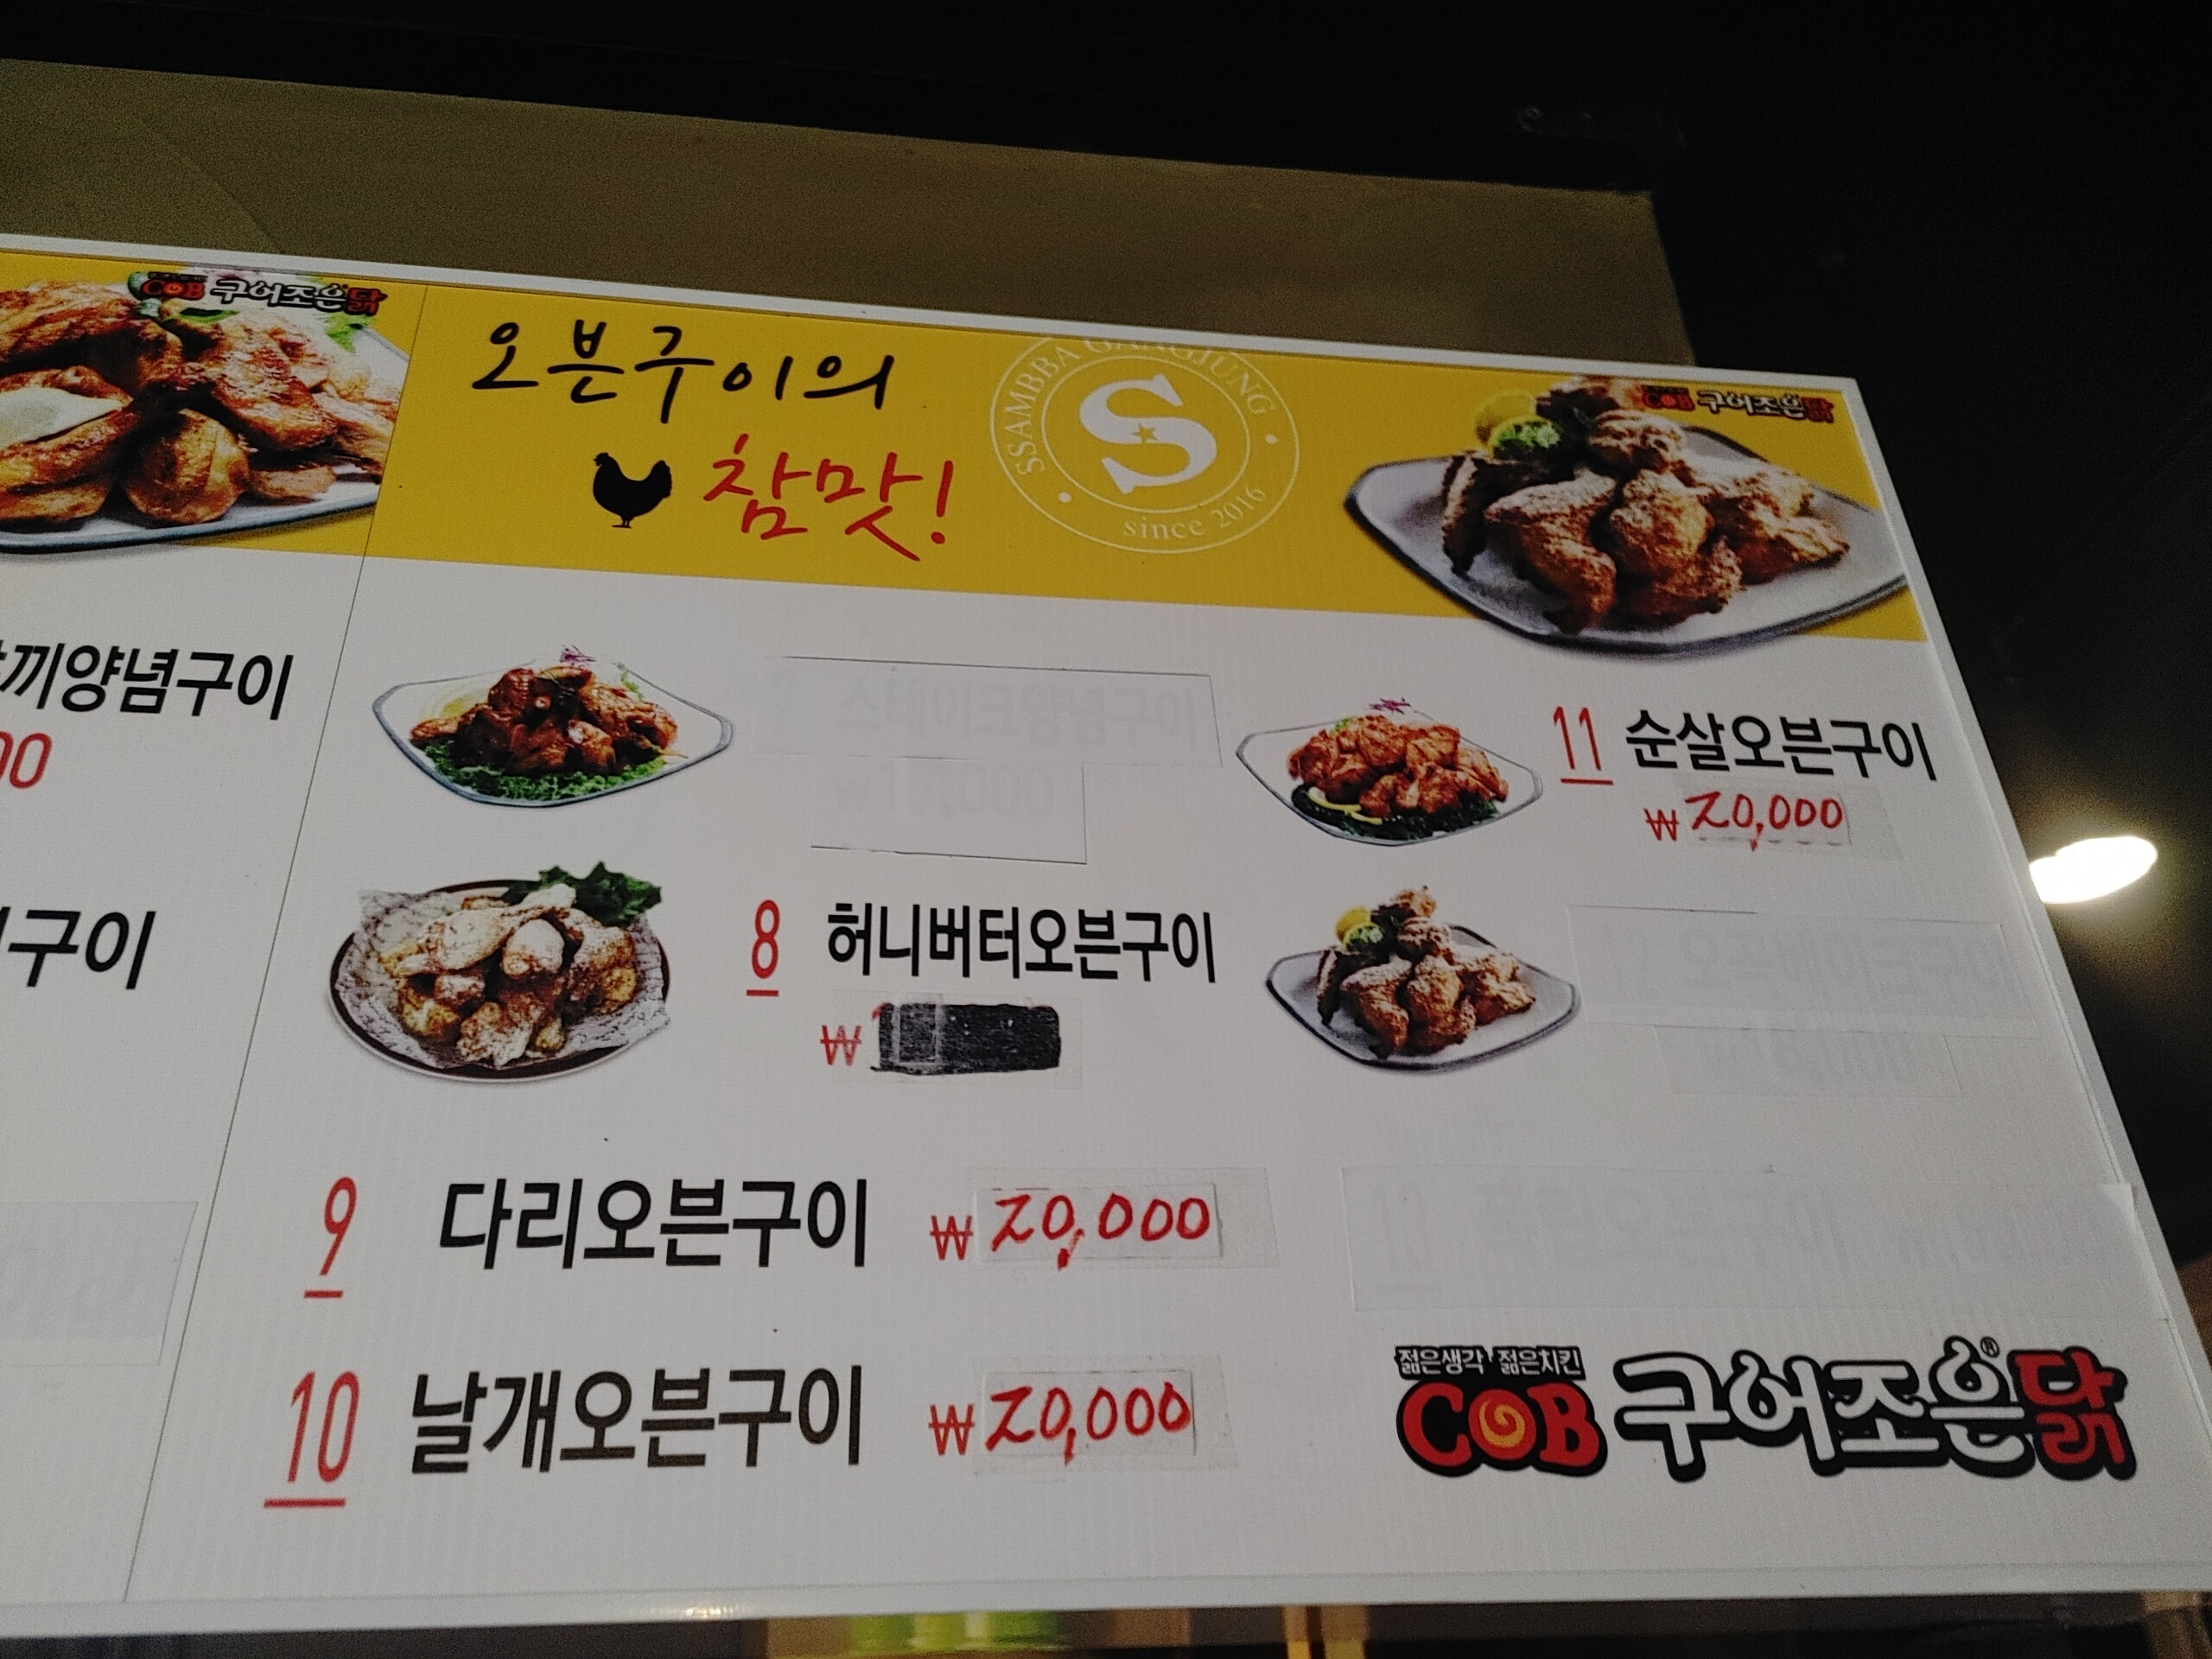 COB 구어조은닭
오븐구이의
참맛!
SSAMBBA GANGJUNG
S
since 2016
COB 구어조은닭
끼양념구이
00
구이
11 순살오븐구이
₩ 20,000
8 허니버터오븐구이
₩
9 다리오븐구이 ₩ 20,000
10 날개오븐구이 ₩ 20,000
젊은생각 젊은치킨
COB 구어조은닭®